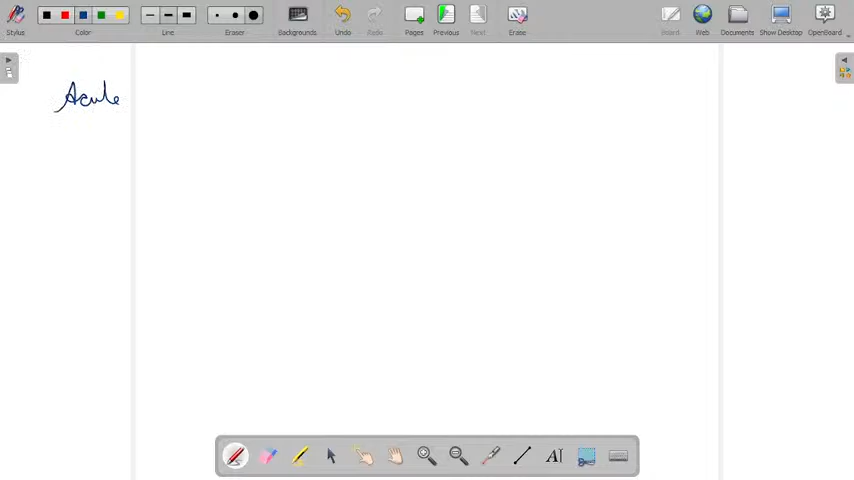 Stylus
Color
Line
Eraser
Backgrounds
Undo
Redo
Pages
Previous
Next
Erase
Board
Web
Documents
Show Desktop
OpenBoard
Acute